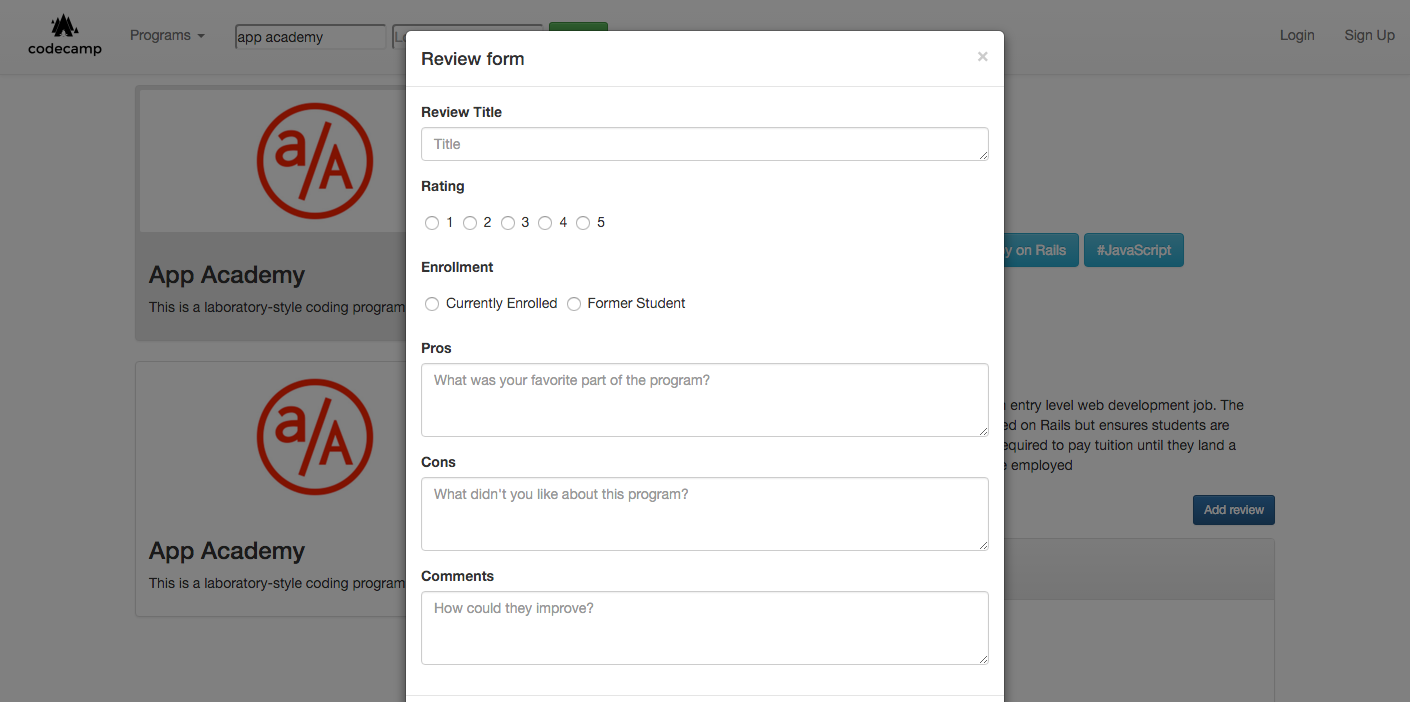 codecamp
Programs
app academy
Login
Sign Up
Review form
×
Review Title
Title
Rating
1 2 3 4 5
Enrollment
Currently Enrolled Former Student
Pros
What was your favorite part of the program?
Cons
What didn't you like about this program?
Comments
How could they improve?
a/A
App Academy
This is a laboratory-style coding program
a/A
App Academy
This is a laboratory-style coding program
on Rails
#JavaScript
entry level web development job. The
on Rails but ensures students are
to pay tuition until they land a
employed
Add review